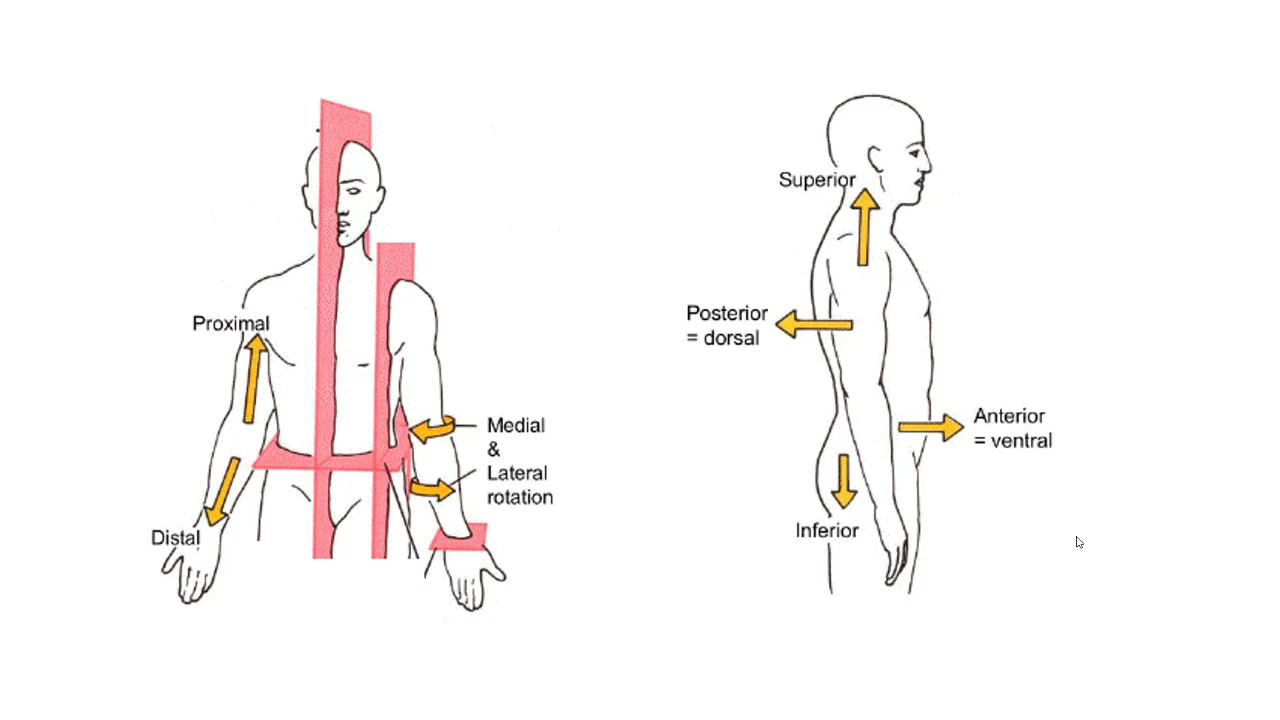 Proximal
Distal
Medial
&
Lateral
rotation
Superior
Posterior
= dorsal
Anterior
= ventral
Inferior